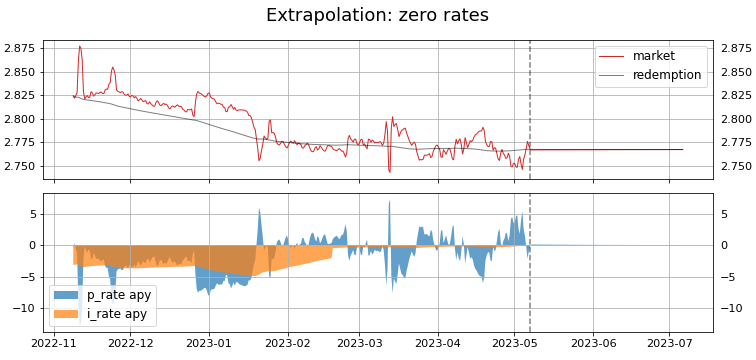 Extrapolation: zero rates
2.875 2.875
2.850 2.850
2.825 2.825
2.800 2.800
2.775 2.775
2.750 2.750
market
redemption
5 5
0 0
−5 −5
−10 −10
p_rate apy
i_rate apy
2022-11 2022-12 2023-01 2023-02 2023-03 2023-04 2023-05 2023-06 2023-07